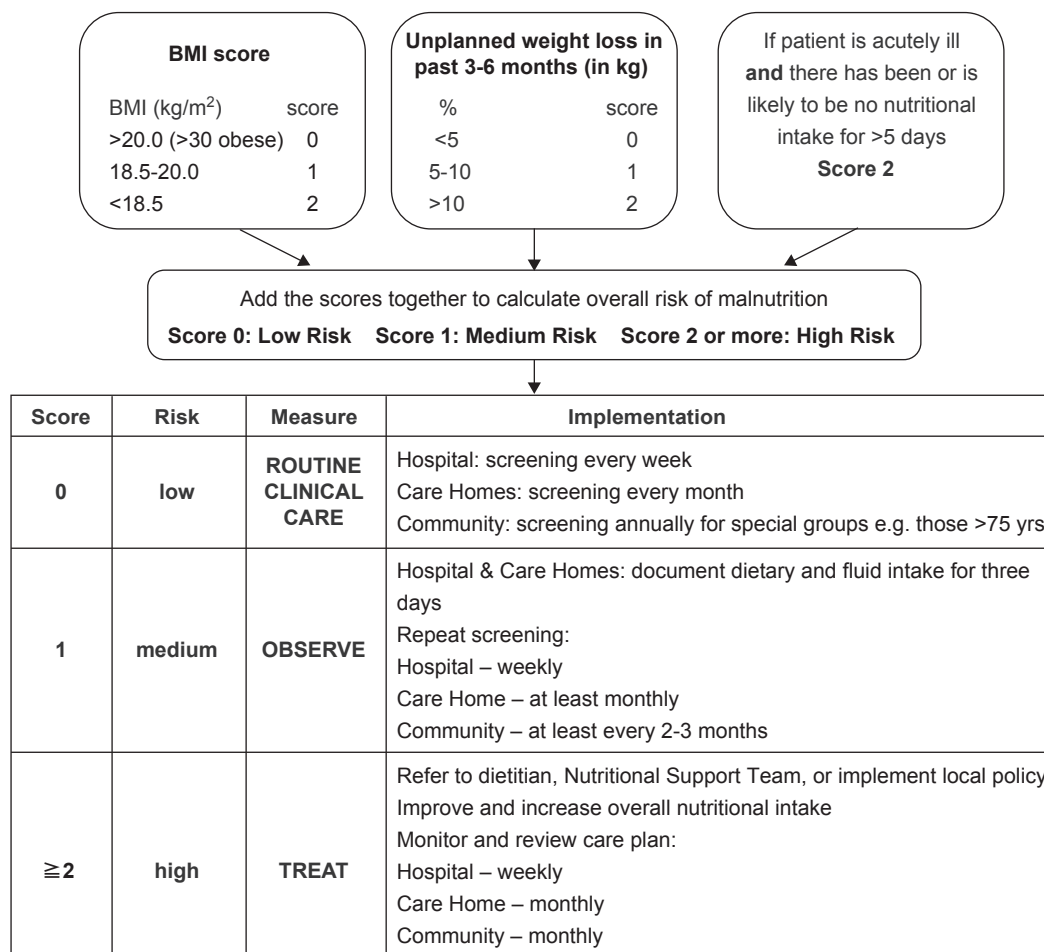 BMI score
BMI (kg/m²) score
>20.0 (>30 obese) 0
18.5-20.0 1
<18.5 2
Unplanned weight loss in
past 3-6 months (in kg)
% score
<5 0
5-10 1
>10 2
If patient is acutely ill
and there has been or is
likely to be no nutritional
intake for >5 days
Score 2
Add the scores together to calculate overall risk of malnutrition
Score 0: Low Risk Score 1: Medium Risk Score 2 or more: High Risk
Score Risk Measure Implementation
0 low ROUTINE
CLINICAL
CARE
Hospital: screening every week
Care Homes: screening every month
Community: screening annually for special groups e.g. those >75 yrs
1 medium OBSERVE
Hospital & Care Homes: document dietary and fluid intake for three
days
Repeat screening:
Hospital – weekly
Care Home – at least monthly
Community – at least every 2-3 months
≧2 high TREAT
Refer to dietitian, Nutritional Support Team, or implement local policy
Improve and increase overall nutritional intake
Monitor and review care plan:
Hospital – weekly
Care Home – monthly
Community – monthly